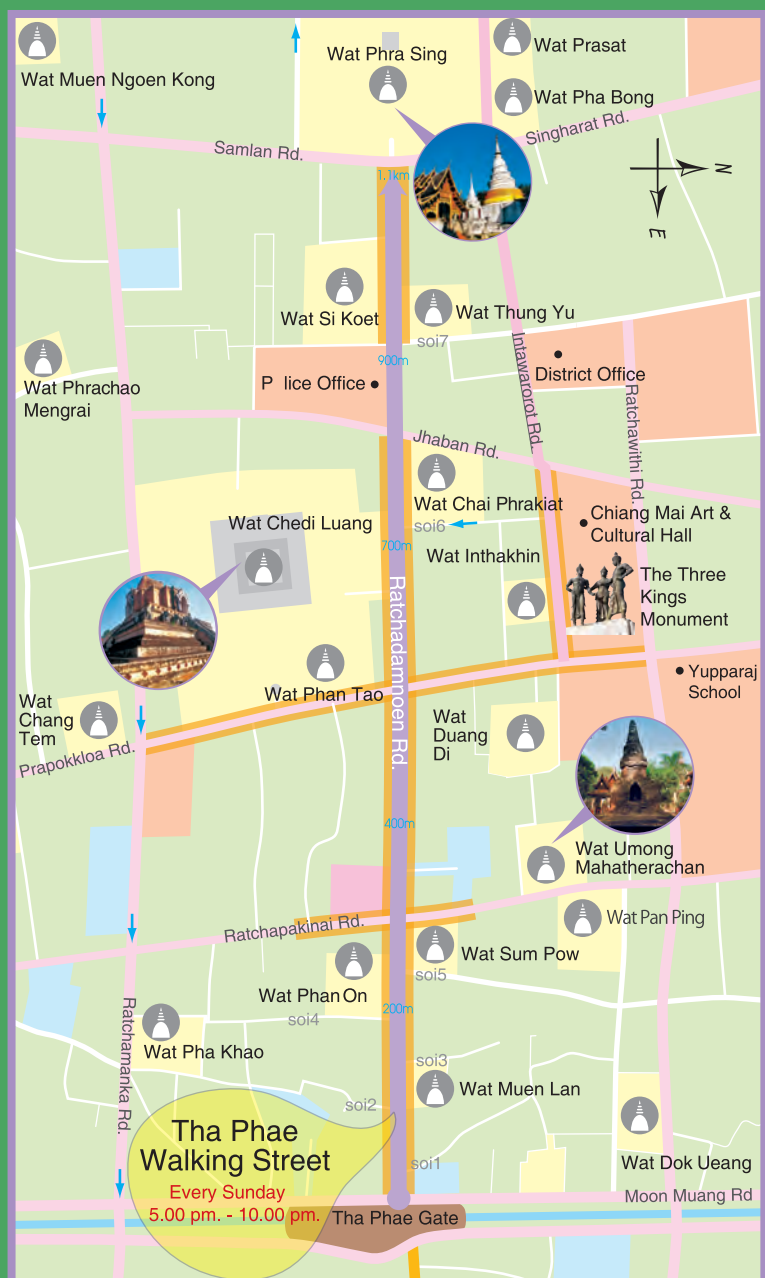 Wat Phra Sing
Wat Prasat
Wat Muen Ngoen Kong
Wat Pha Bong
Singharat Rd.
Samlan Rd.
N
E
1.1km
Wat Si Koet
Wat Thung Yu
soi7
900m
Intawarorot Rd.
District Office
Wat Phrachao
Mengrai
P lice Office
Ratchawithi Rd.
Jhaban Rd.
Wat Chai Phrakiat
soi6
Chiang Mai Art &
Cultural Hall
Wat Chedi Luang
700m
Wat Inthakhin
The Three
Kings
Monument
Ratchadamnoen Rd.
Wat Phan Tao
Yupparaj
School
Wat
Chang
Tem
Wat
Duang
Di
Prapokkloa Rd.
400m
Wat Umong
Mahatherachan
Ratchapakinai Rd.
Wat Pan Ping
Wat Sum Pow
soi5
Wat Phan On
200m
soi4
Ratchamanka Rd.
Wat Pha Khao
soi3
Wat Muen Lan
soi2
Tha Phae
Walking Street
Every Sunday
5.00 pm. - 10.00 pm.
soi1
Wat Dok Ueang
Moon Muang Rd
Tha Phae Gate